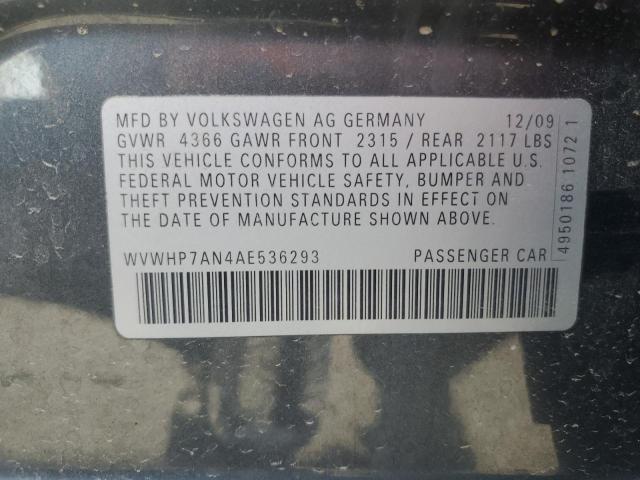 MFD BY VOLKSWAGEN AG GERMANY 12/09
GVWR 4366 GAWR FRONT 2315 / REAR 2117 LBS
THIS VEHICLE CONFORMS TO ALL APPLICABLE U.S.
FEDERAL MOTOR VEHICLE SAFETY, BUMPER AND
THEFT PREVENTION STANDARDS IN EFFECT ON
THE DATE OF MANUFACTURE SHOWN ABOVE.
WVWHP7AN4AE536293 PASSENGER CAR
4950186 1072 1